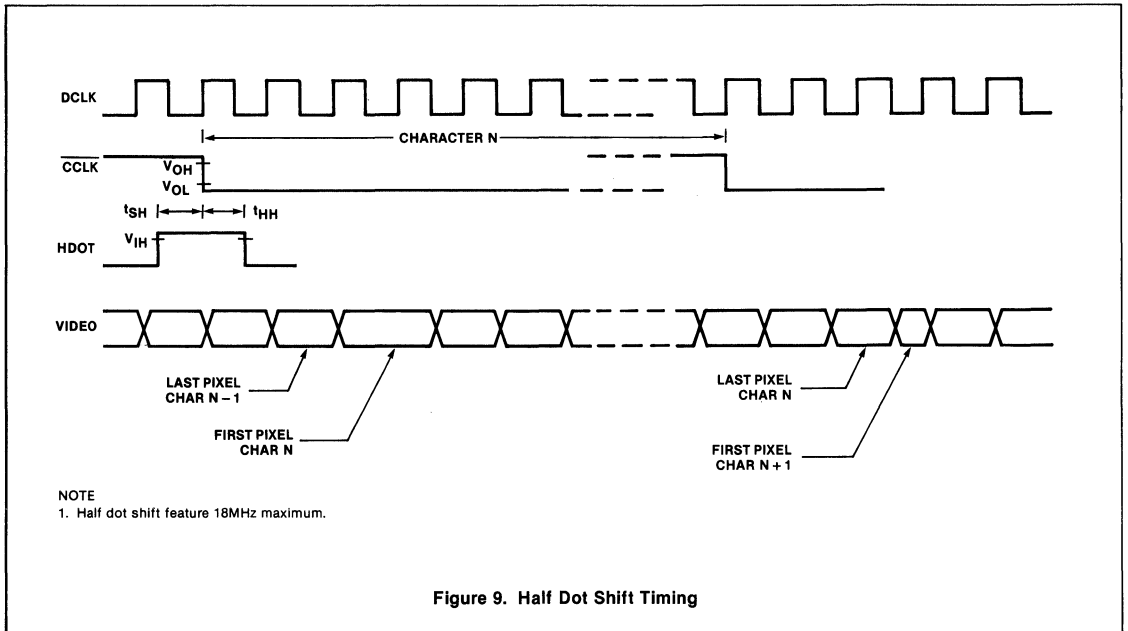 DCLK
CHARACTER N
CCLK
VOH
VOL
tSH
tHH
VIH
HDOT
VIDEO
LAST PIXEL
CHAR N – 1
FIRST PIXEL
CHAR N
LAST PIXEL
CHAR N
FIRST PIXEL
CHAR N + 1
NOTE
1. Half dot shift feature 18MHz maximum.
Figure 9. Half Dot Shift Timing